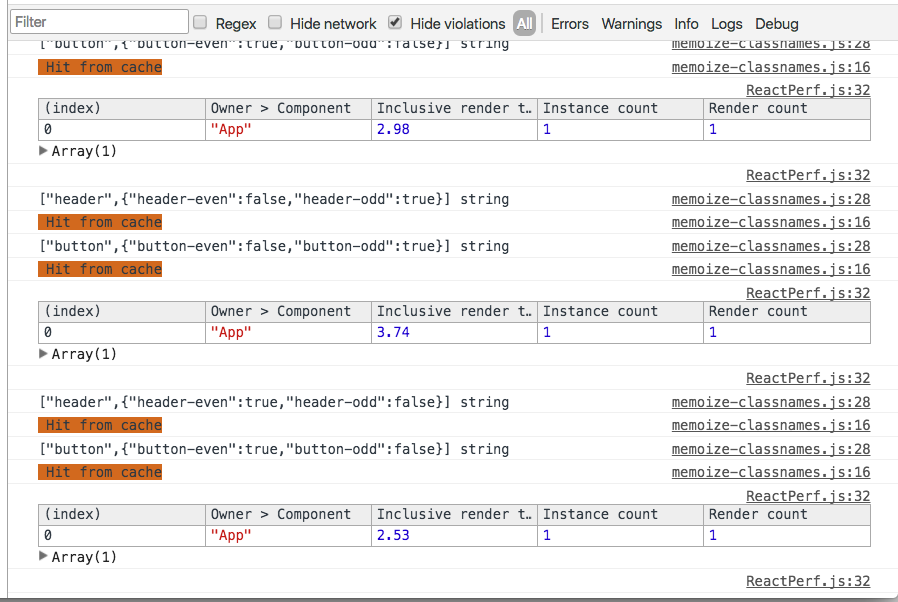 Filter Regex Hide network Hide violations All Errors Warnings Info Logs Debug
["button",{"button-even":true,"button-odd":false}] string memoize-classnames.js:28
Hit from cache memoize-classnames.js:16
ReactPerf.js:32
(index) Owner > Component Inclusive render t… Instance count Render count
0 "App" 2.98 1 1
Array(1)
ReactPerf.js:32
["header",{"header-even":false,"header-odd":true}] string memoize-classnames.js:28
Hit from cache memoize-classnames.js:16
["button",{"button-even":false,"button-odd":true}] string memoize-classnames.js:28
Hit from cache memoize-classnames.js:16
ReactPerf.js:32
(index) Owner > Component Inclusive render t… Instance count Render count
0 "App" 3.74 1 1
Array(1)
ReactPerf.js:32
["header",{"header-even":true,"header-odd":false}] string memoize-classnames.js:28
Hit from cache memoize-classnames.js:16
["button",{"button-even":true,"button-odd":false}] string memoize-classnames.js:28
Hit from cache memoize-classnames.js:16
ReactPerf.js:32
(index) Owner > Component Inclusive render t… Instance count Render count
0 "App" 2.53 1 1
Array(1)
ReactPerf.js:32